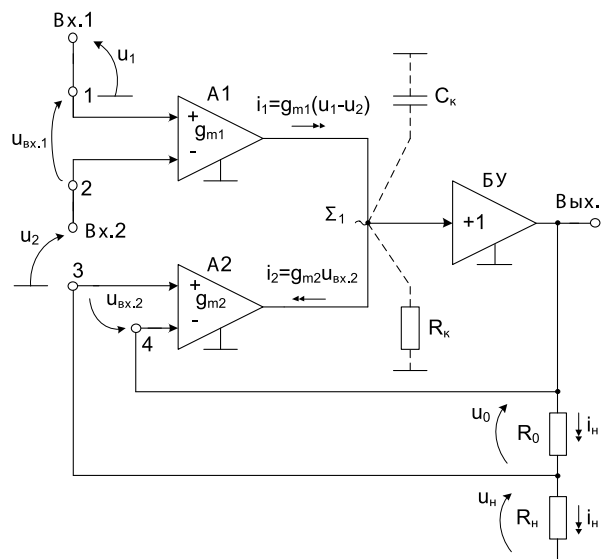 Вх.1
u1
1
A1
+
gm1
-
i1=gm1(u1-u2)
Cк
uвх.1
2
Вх.2
u2
Σ1
БУ
+1
Вых.
3
A2
+
gm2
-
i2=gm2uвх.2
uвх.2
4
Rк
u0
R0
iн
uн
Rн
iн